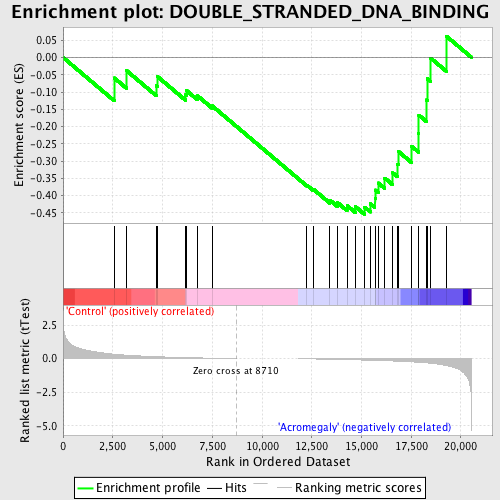 Enrichment plot: DOUBLE_STRANDED_DNA_BINDING
Enrichment score (ES)
0.05
0.00
-0.05
-0.10
-0.15
-0.20
-0.25
-0.30
-0.35
-0.40
-0.45
'Control' (positively correlated)
Ranked list metric (tTest)
2.5
0.0
-2.5
-5.0
Zero cross at 8710
'Acromegaly' (negatively correlated)
0 2,500 5,000 7,500 10,000 12,500 15,000 17,500 20,000
Rank in Ordered Dataset
Enrichment profile Hits Ranking metric scores